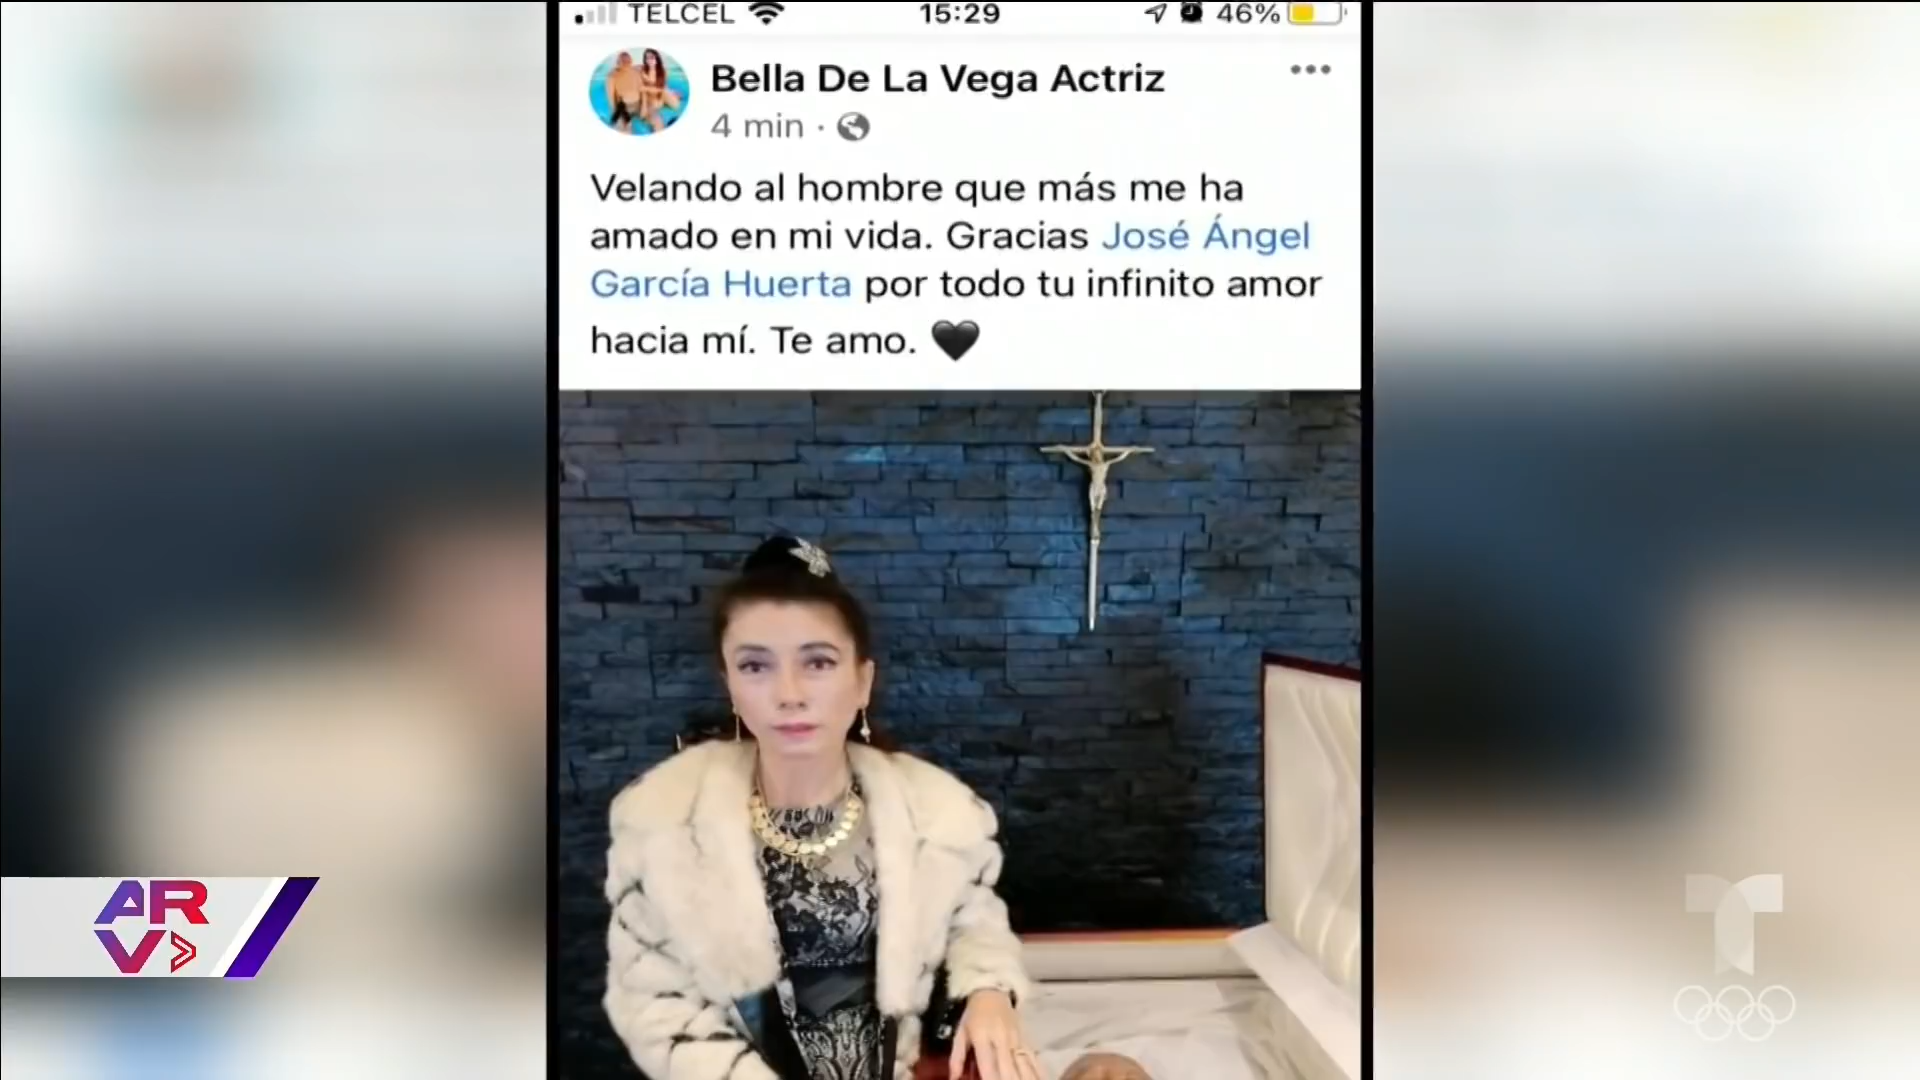 TELCEL
15:29
46%
Bella De La Vega Actriz
4 min ·
Velando al hombre que más me ha
amado en mi vida. Gracias José Ángel
García Huerta por todo tu infinito amor
hacia mí. Te amo. 🖤
ARV
T